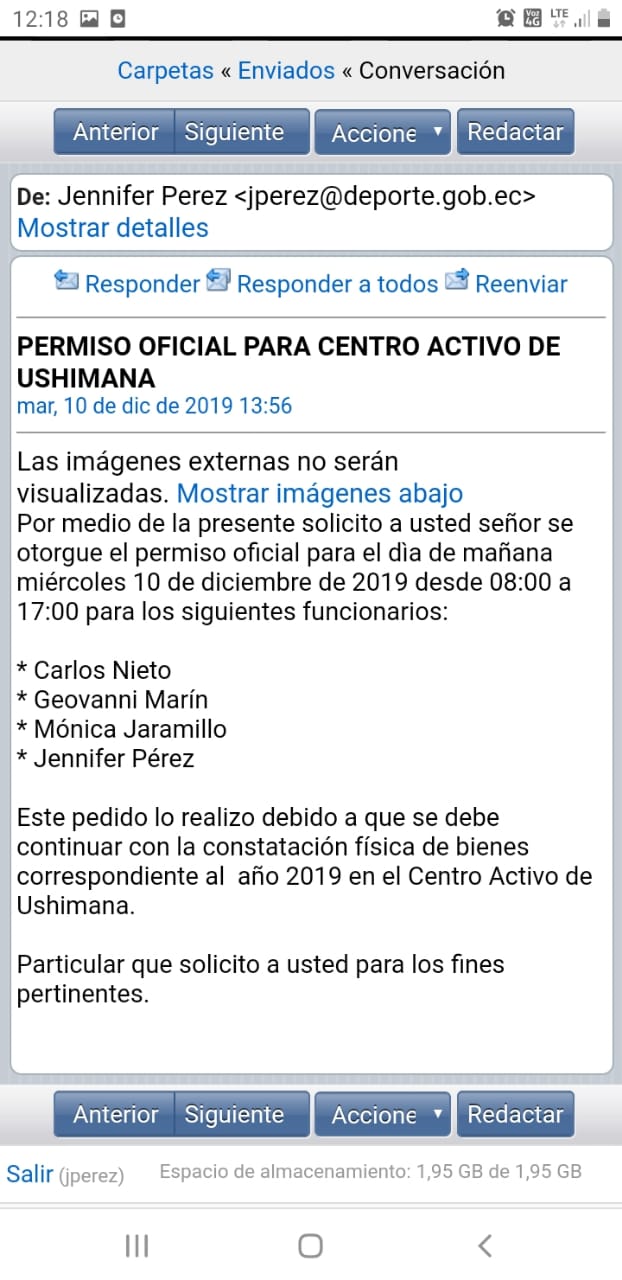 12:18
Voz 4G LTE
Carpetas « Enviados « Conversación
Anterior Siguiente Accione Redactar
De: Jennifer Perez <jperez@deporte.gob.ec>
Mostrar detalles
Responder Responder a todos Reenviar
PERMISO OFICIAL PARA CENTRO ACTIVO DE
USHIMANA
mar, 10 de dic de 2019 13:56
Las imágenes externas no serán
visualizadas. Mostrar imágenes abajo
Por medio de la presente solicito a usted señor se
otorgue el permiso oficial para el dìa de mañana
miércoles 10 de diciembre de 2019 desde 08:00 a
17:00 para los siguientes funcionarios:
* Carlos Nieto
* Geovanni Marín
* Mónica Jaramillo
* Jennifer Pérez
Este pedido lo realizo debido a que se debe
continuar con la constatación física de bienes
correspondiente al  año 2019 en el Centro Activo de
Ushimana.
Particular que solicito a usted para los fines
pertinentes.
Anterior Siguiente Accione Redactar
Salir (jperez) Espacio de almacenamiento: 1,95 GB de 1,95 GB